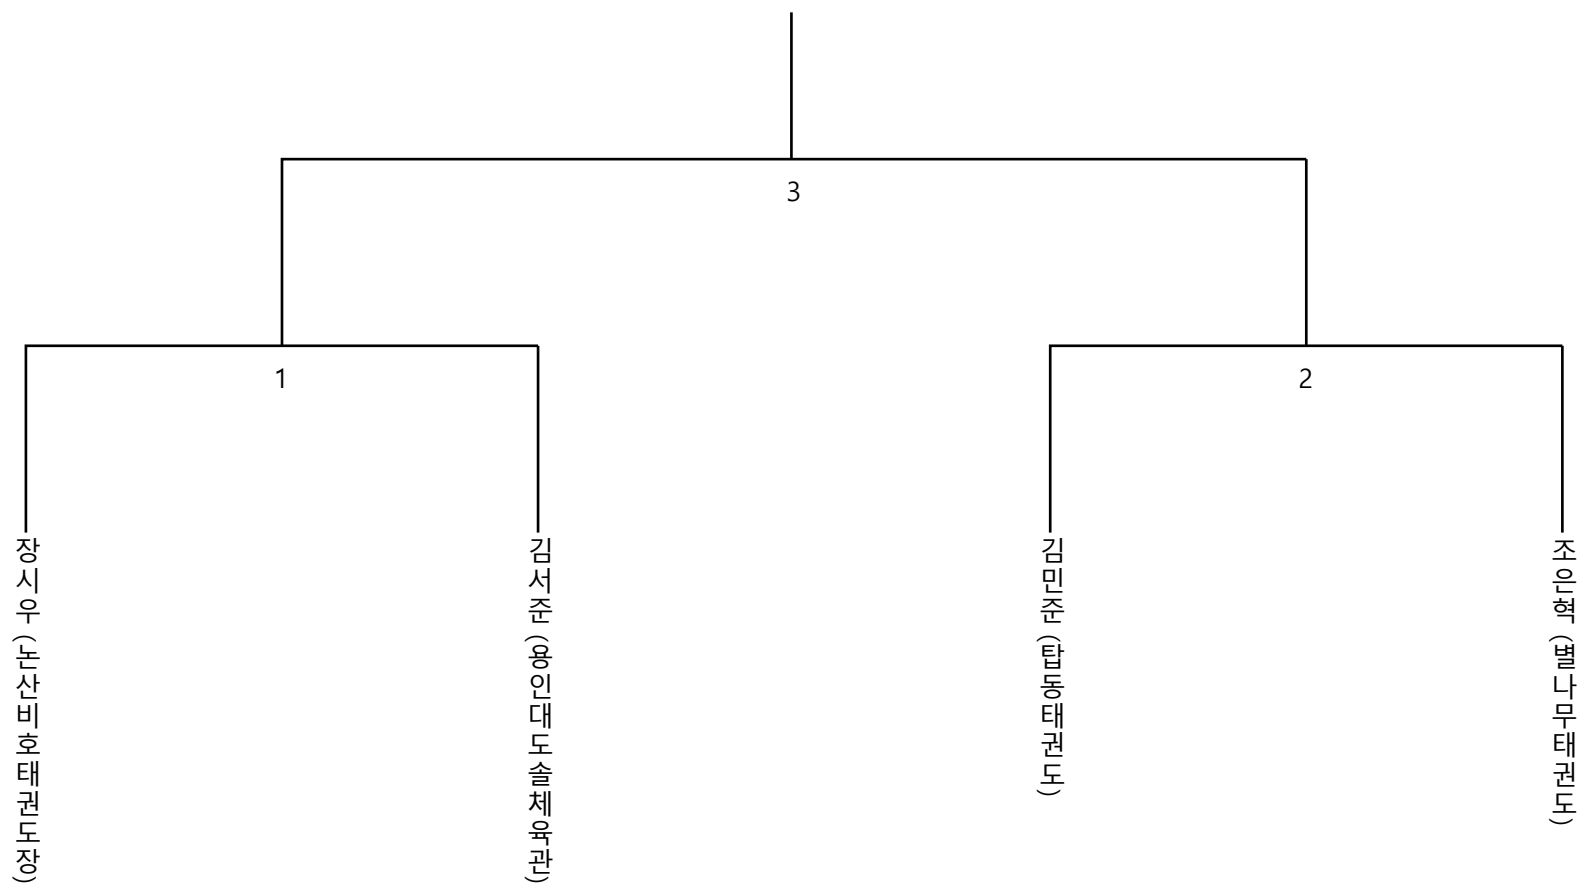 3
1
2
장시우 (논산비호태권도장)
김서준 (용인대도솔체육관)
김민준 (탑동태권도)
조은혁 (별나무태권도)